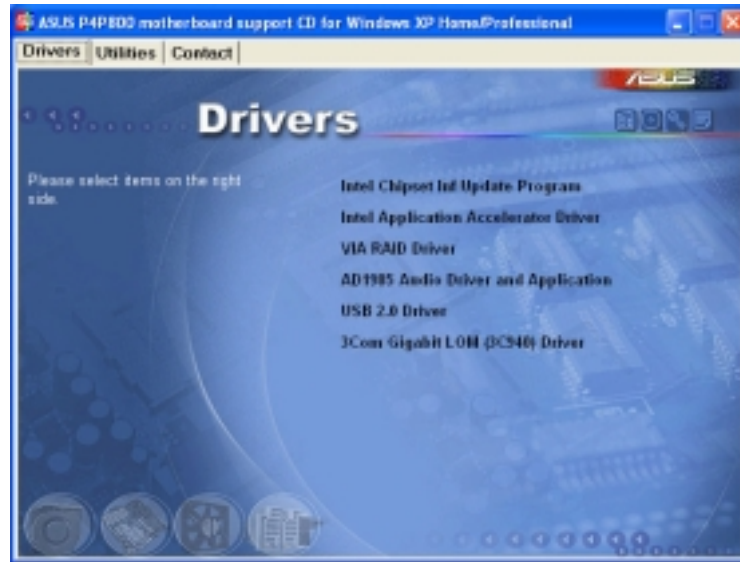 ASUS P4P800 motherboard support CD for Windows XP Home/Professional
Drivers Utilities Contact
/SUS
Drivers
Please select items on the right
side.
Intel Chipset Inf Update Program
Intel Application Accelerator Driver
VIA RAID Driver
AD1985 Audio Driver and Application
USB 2.0 Driver
3Com Gigabit LOM (3C940) Driver